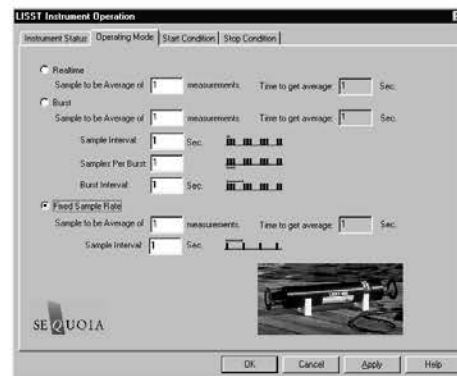 LISST Instrument Operation
Instrument Status Operating Mode Start Condition Stop Condition
Realtime
Sample to be Average of 1 measurements. Time to get average: 1 Sec.
Burst
Sample to be Average of 1 measurements. Time to get average: 1 Sec.
Sample Interval: 1 Sec.
Samples Per Burst: 1
Burst Interval: 1 Sec.
Fixed Sample Rate
Sample to be Average of 1 measurements. Time to get average: 1 Sec.
Sample Interval: 1 Sec.
SEQUOIA
OK Cancel Apply Help